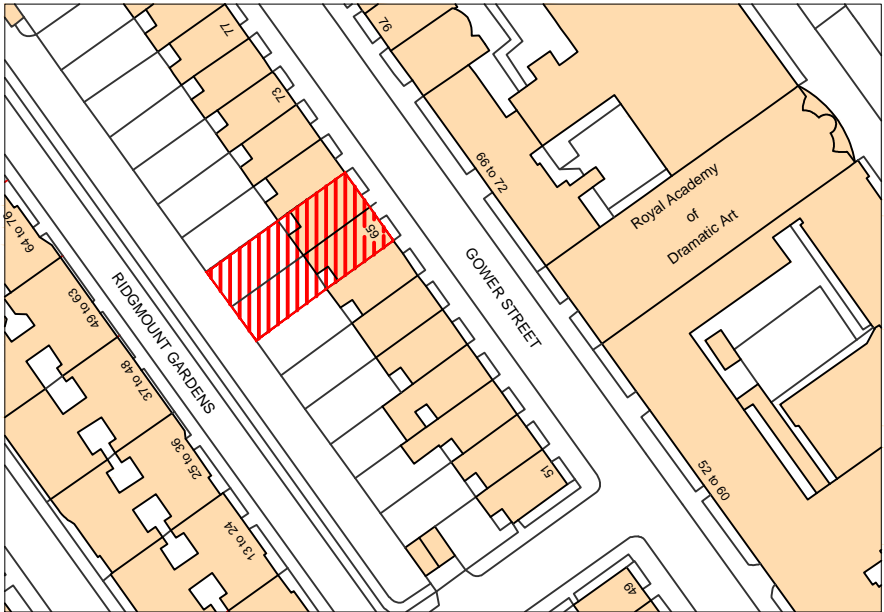 77
76
73
66 to 72
Royal Academy
of
Dramatic Art
65
64 to 76
GOWER STREET
RIDGMOUNT GARDENS
49 to 63
37 to 48
25 to 36
13 to 24
51
52 to 60
49